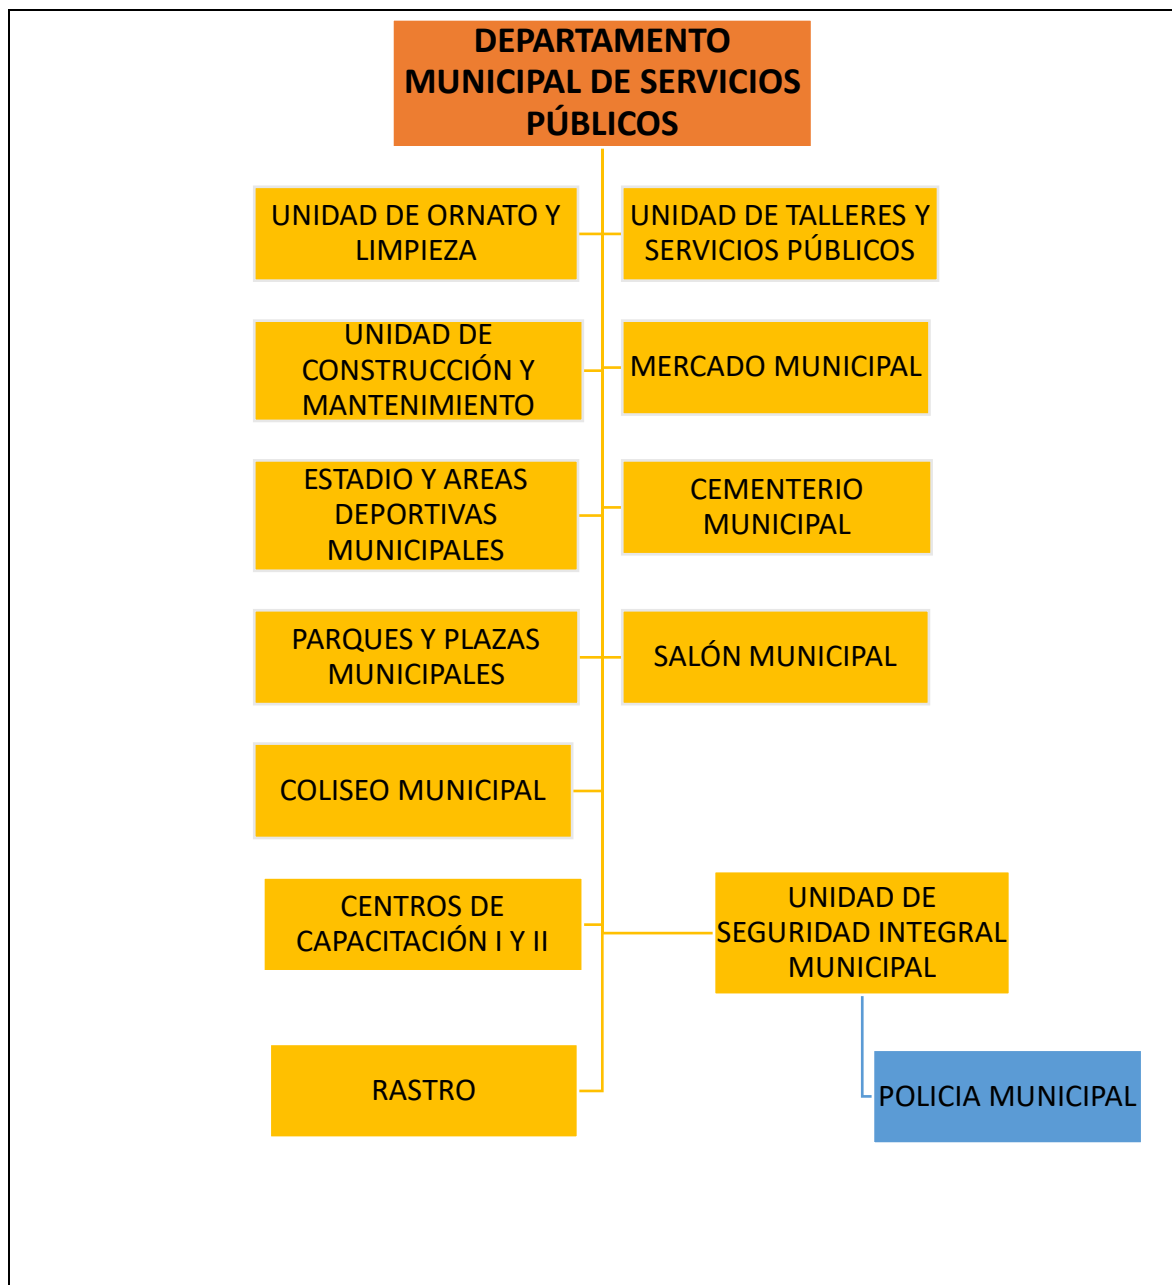 DEPARTAMENTO
MUNICIPAL DE SERVICIOS
PÚBLICOS
UNIDAD DE ORNATO Y
LIMPIEZA
UNIDAD DE TALLERES Y
SERVICIOS PÚBLICOS
UNIDAD DE
CONSTRUCCIÓN Y
MANTENIMIENTO
MERCADO MUNICIPAL
ESTADIO Y AREAS
DEPORTIVAS
MUNICIPALES
CEMENTERIO
MUNICIPAL
PARQUES Y PLAZAS
MUNICIPALES
SALÓN MUNICIPAL
COLISEO MUNICIPAL
CENTROS DE
CAPACITACIÓN I Y II
UNIDAD DE
SEGURIDAD INTEGRAL
MUNICIPAL
RASTRO
POLICIA MUNICIPAL